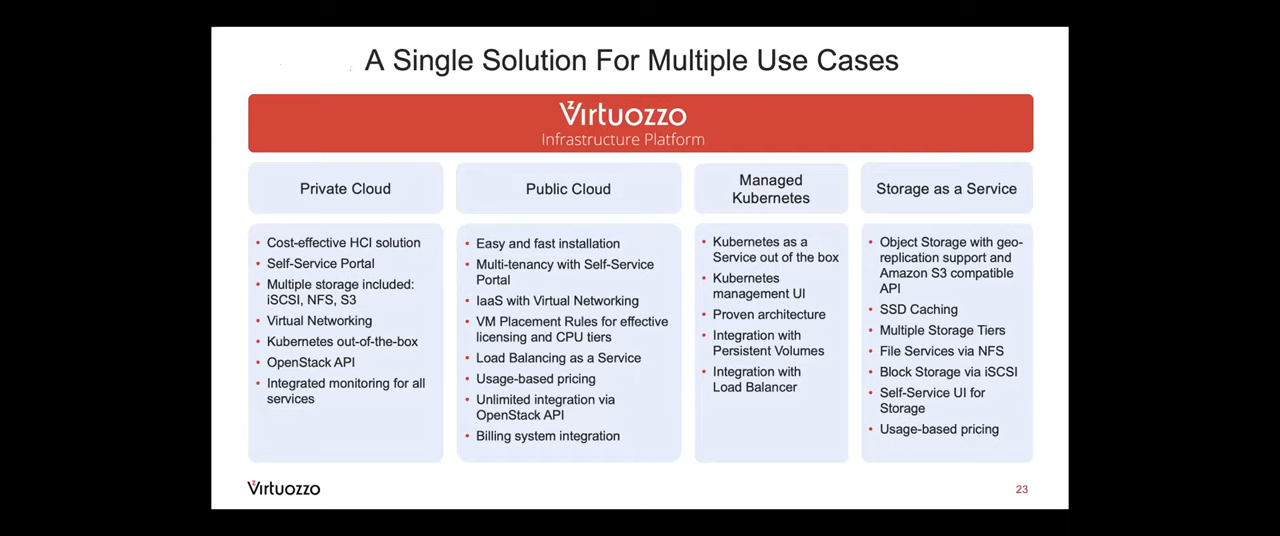 A Single Solution For Multiple Use Cases
Virtuozzo
Infrastructure Platform
Private Cloud
• Cost-effective HCI solution
• Self-Service Portal
• Multiple storage included:
iSCSI, NFS, S3
• Virtual Networking
• Kubernetes out-of-the-box
• OpenStack API
• Integrated monitoring for all
services
Public Cloud
• Easy and fast installation
• Multi-tenancy with Self-Service
Portal
• IaaS with Virtual Networking
• VM Placement Rules for effective
licensing and CPU tiers
• Load Balancing as a Service
• Usage-based pricing
• Unlimited integration via
OpenStack API
• Billing system integration
Managed
Kubernetes
• Kubernetes as a
Service out of the box
• Kubernetes
management UI
• Proven architecture
• Integration with
Persistent Volumes
• Integration with
Load Balancer
Storage as a Service
• Object Storage with geo-
replication support and
Amazon S3 compatible
API
• SSD Caching
• Multiple Storage Tiers
• File Services via NFS
• Block Storage via iSCSI
• Self-Service UI for
Storage
• Usage-based pricing
Virtuozzo
23